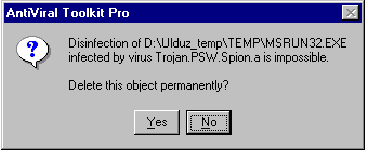 AntiViral Toolkit Pro
Disinfection of D:\Ulduz_temp\TEMP\MSRUN32.EXE
infected by virus Trojan.PSW.Spion.a is impossible.
Delete this object permanently?
Yes
No